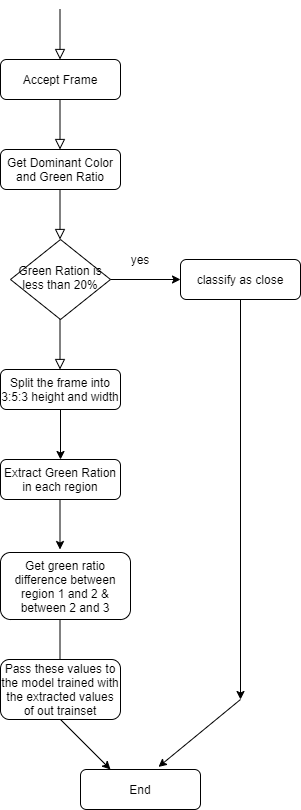 Accept Frame
Get Dominant Color
and Green Ratio
Green Ration is
less than 20%
yes
classify as close
Split the frame into
3:5:3 height and width
Extract Green Ration
in each region
Get green ratio
difference between
region 1 and 2 &
between 2 and 3
Pass these values to
the model trained with
the extracted values
of out trainset
End